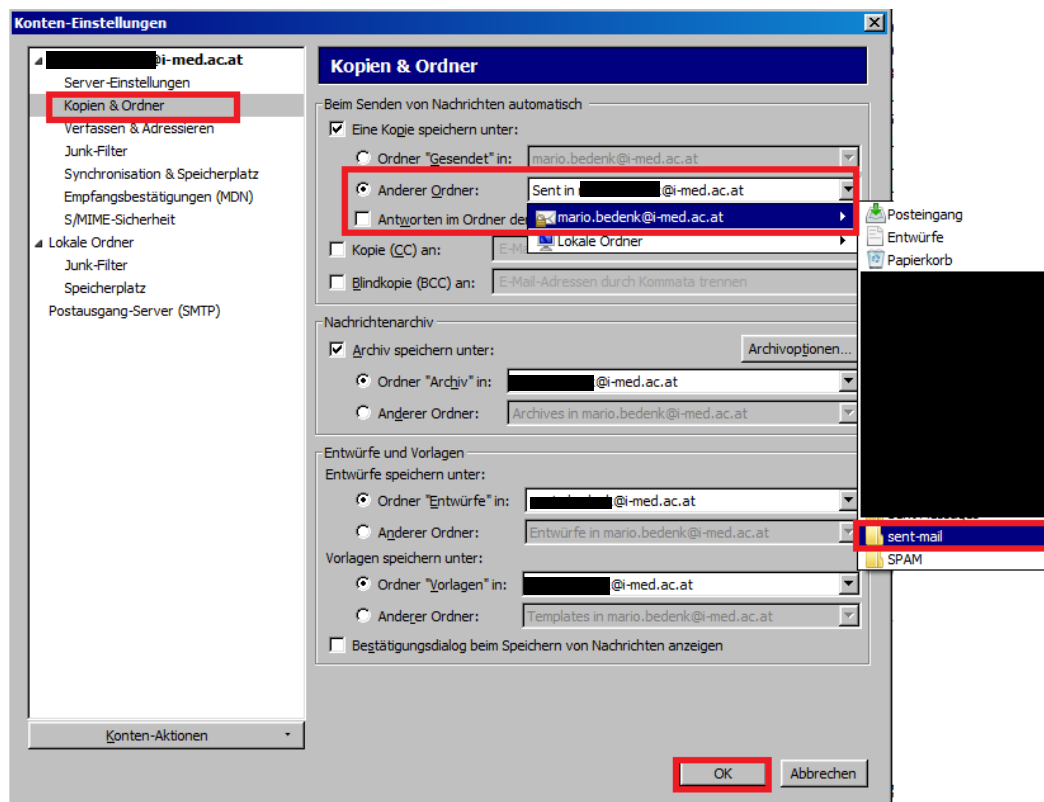 Konten-Einstellungen
@i-med.ac.at
Server-Einstellungen
Kopien & Ordner
Verfassen & Adressieren
Junk-Filter
Synchronisation & Speicherplatz
Empfangsbestätigungen (MDN)
S/MIME-Sicherheit
Lokale Ordner
Junk-Filter
Speicherplatz
Postausgang-Server (SMTP)
Konten-Aktionen
Kopien & Ordner
Beim Senden von Nachrichten automatisch
Eine Kopie speichern unter:
Ordner "Gesendet" in: mario.bedenk@i-med.ac.at
Anderer Ordner: Sent in @i-med.ac.at
Antworten im Ordner der
mario.bedenk@i-med.ac.at
Lokale Ordner
Posteingang
Entwürfe
Papierkorb
sent-mail
SPAM
Kopie (CC) an:
Blindkopie (BCC) an: E-Mail-Adressen durch Kommata trennen
Nachrichtenarchiv
Archiv speichern unter: Archivoptionen...
Ordner "Archiv" in: @i-med.ac.at
Anderer Ordner: Archives in mario.bedenk@i-med.ac.at
Entwürfe und Vorlagen
Entwürfe speichern unter:
Ordner "Entwürfe" in: @i-med.ac.at
Anderer Ordner: Entwürfe in mario.bedenk@i-med.ac.at
Vorlagen speichern unter:
Ordner "Vorlagen" in: @i-med.ac.at
Anderer Ordner: Templates in mario.bedenk@i-med.ac.at
Bestätigungsdialog beim Speichern von Nachrichten anzeigen
OK Abbrechen